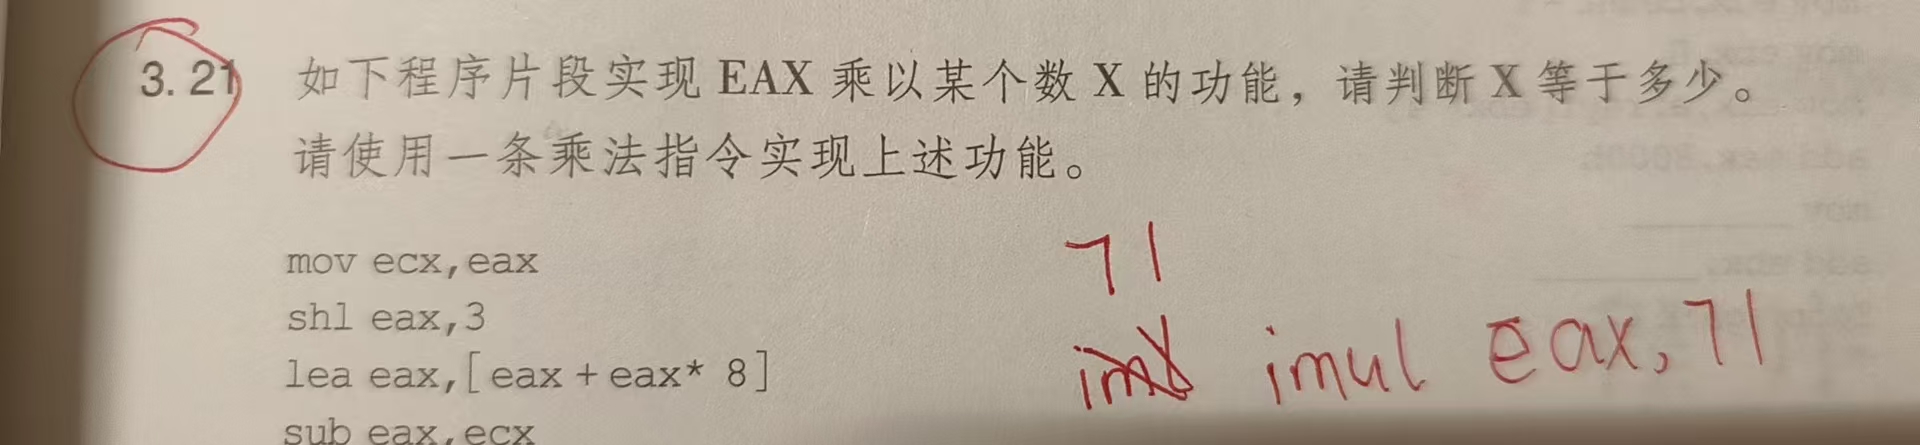 3.21 如下程序片段实现 EAX 乘以某个数 X 的功能，请判断 X 等于多少。
请使用一条乘法指令实现上述功能。
mov ecx,eax
shl eax,3
lea eax,[eax+eax* 8]
sub eax,ecx
71
imul eax,71